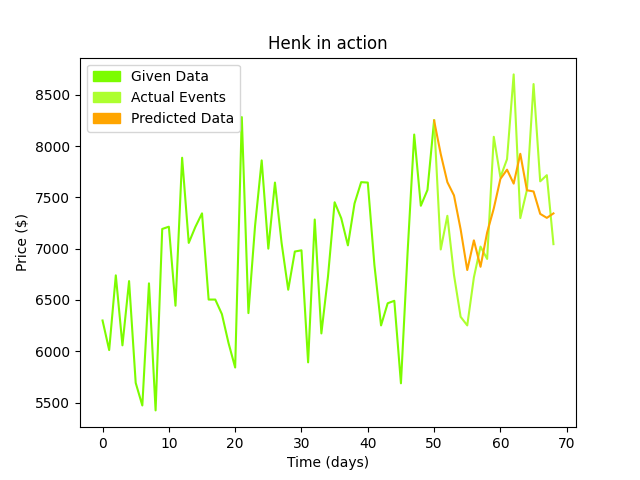 Henk in action
Given Data
Actual Events
Predicted Data
Price ($)
8500
8000
7500
7000
6500
6000
5500
0 10 20 30 40 50 60 70
Time (days)